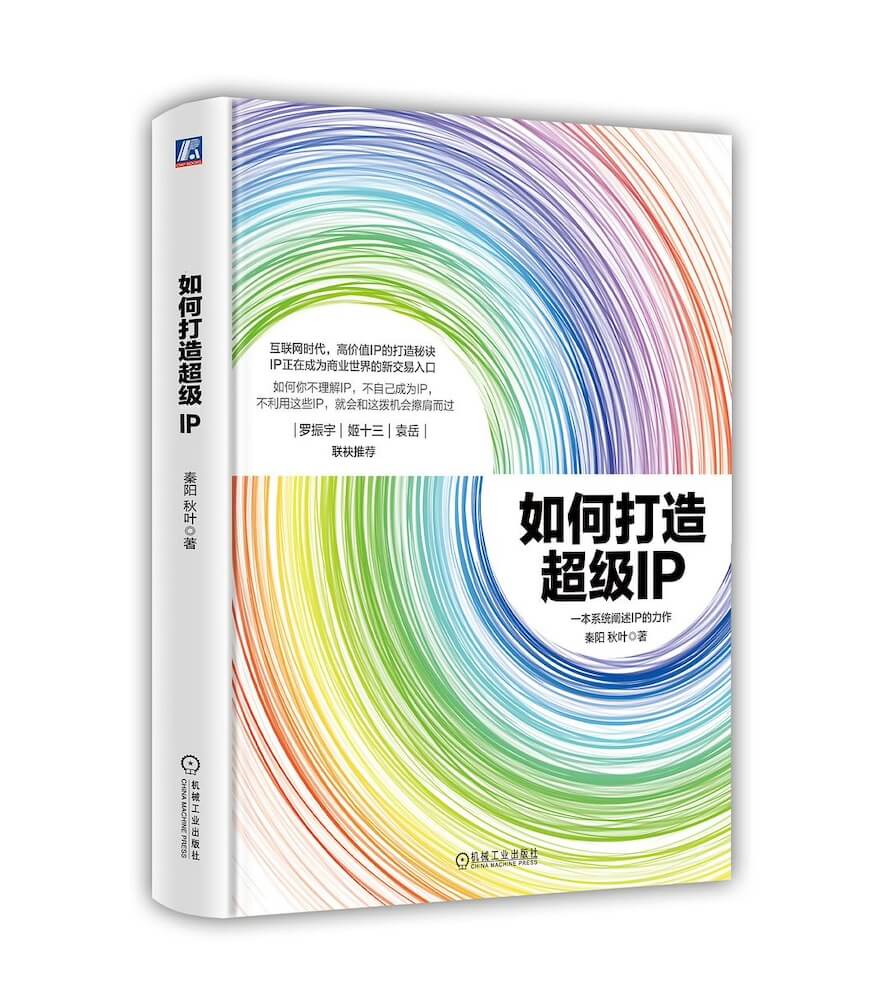 如何打造超级IP
秦阳 秋叶◎著
机械工业出版社
CHINA MACHINE PRESS
互联网时代，高价值IP的打造秘诀
IP正在成为商业世界的新交易入口
如何你不理解IP，不自己成为IP，
不利用这些IP，就会和这拨机会擦肩而过
|罗振宇|姬十三|袁岳|
联袂推荐
如何打造
超级IP
一本系统阐述IP的力作
秦阳 秋叶◎著
机械工业出版社
CHINA MACHINE PRESS